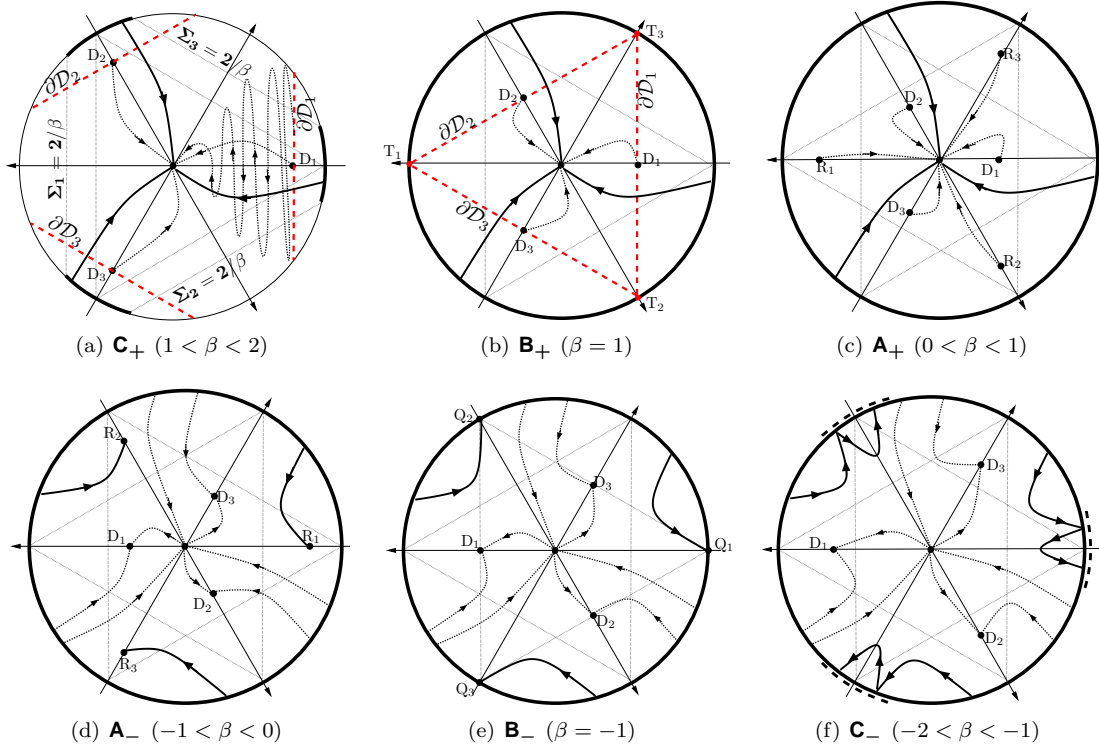 D₂
∂𝒟₂
Σ₃ = 2/β
∂𝒟₁
Σ₁ = 2/β
D₁
∂𝒟₃
D₃
Σ₂ = 2/β
(a) C₊ (1 < β < 2)
T₃
D₂
∂𝒟₁
∂𝒟₂
T₁
D₁
∂𝒟₃
D₃
T₂
(b) B₊ (β = 1)
R₃
D₂
R₁
D₁
D₃
R₂
(c) A₊ (0 < β < 1)
R₂
D₃
D₁
R₁
D₂
R₃
(d) A₋ (−1 < β < 0)
Q₂
D₃
D₁
Q₁
D₂
Q₃
(e) B₋ (β = −1)
D₃
D₁
D₂
(f) C₋ (−2 < β < −1)